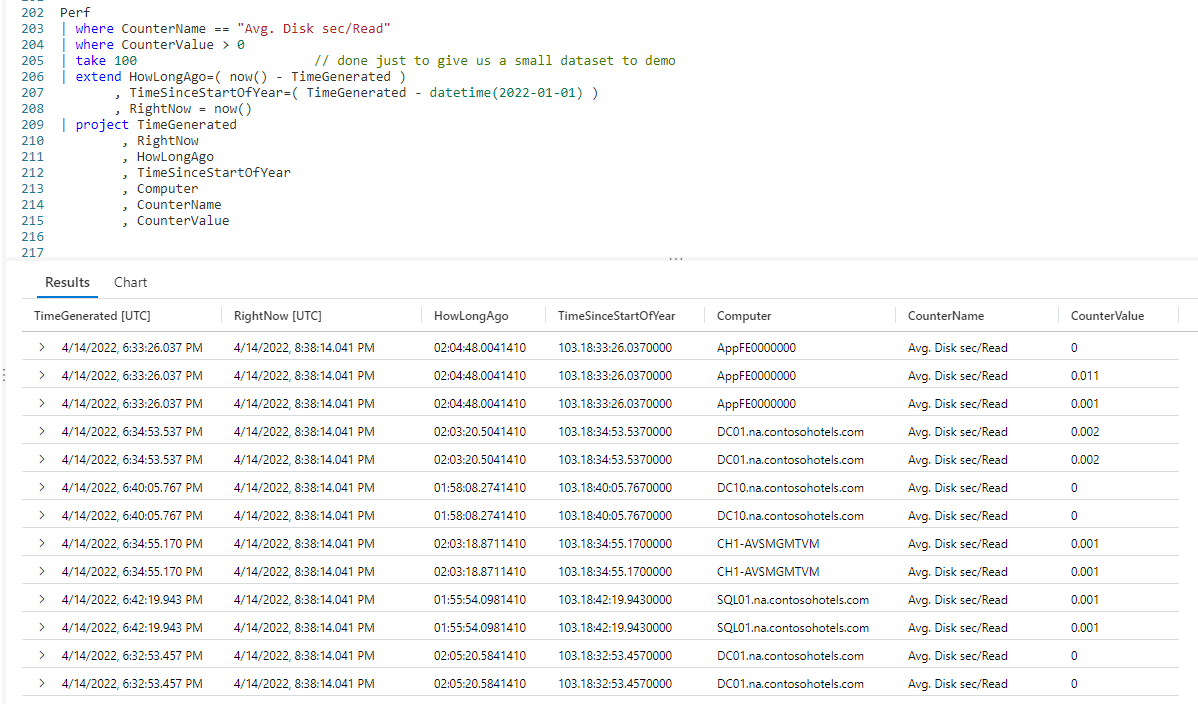 202 Perf
203 | where CounterName == "Avg. Disk sec/Read"
204 | where CounterValue > 0
205 | take 100 // done just to give us a small dataset to demo
206 | extend HowLongAgo=( now() - TimeGenerated )
207 , TimeSinceStartOfYear=( TimeGenerated - datetime(2022-01-01) )
208 , RightNow = now()
209 | project TimeGenerated
210 , RightNow
211 , HowLongAgo
212 , TimeSinceStartOfYear
213 , Computer
214 , CounterName
215 , CounterValue
216
217
...
Results Chart
TimeGenerated [UTC] RightNow [UTC] HowLongAgo TimeSinceStartOfYear Computer CounterName CounterValue
> 4/14/2022, 6:33:26.037 PM 4/14/2022, 8:38:14.041 PM 02:04:48.0041410 103.18:33:26.0370000 AppFE0000000 Avg. Disk sec/Read 0
> 4/14/2022, 6:33:26.037 PM 4/14/2022, 8:38:14.041 PM 02:04:48.0041410 103.18:33:26.0370000 AppFE0000000 Avg. Disk sec/Read 0.011
> 4/14/2022, 6:33:26.037 PM 4/14/2022, 8:38:14.041 PM 02:04:48.0041410 103.18:33:26.0370000 AppFE0000000 Avg. Disk sec/Read 0.001
> 4/14/2022, 6:34:53.537 PM 4/14/2022, 8:38:14.041 PM 02:03:20.5041410 103.18:34:53.5370000 DC01.na.contosohotels.com Avg. Disk sec/Read 0.002
> 4/14/2022, 6:34:53.537 PM 4/14/2022, 8:38:14.041 PM 02:03:20.5041410 103.18:34:53.5370000 DC01.na.contosohotels.com Avg. Disk sec/Read 0.002
> 4/14/2022, 6:40:05.767 PM 4/14/2022, 8:38:14.041 PM 01:58:08.2741410 103.18:40:05.7670000 DC10.na.contosohotels.com Avg. Disk sec/Read 0
> 4/14/2022, 6:40:05.767 PM 4/14/2022, 8:38:14.041 PM 01:58:08.2741410 103.18:40:05.7670000 DC10.na.contosohotels.com Avg. Disk sec/Read 0
> 4/14/2022, 6:34:55.170 PM 4/14/2022, 8:38:14.041 PM 02:03:18.8711410 103.18:34:55.1700000 CH1-AVSMGMTVM Avg. Disk sec/Read 0.001
> 4/14/2022, 6:34:55.170 PM 4/14/2022, 8:38:14.041 PM 02:03:18.8711410 103.18:34:55.1700000 CH1-AVSMGMTVM Avg. Disk sec/Read 0.001
> 4/14/2022, 6:42:19.943 PM 4/14/2022, 8:38:14.041 PM 01:55:54.0981410 103.18:42:19.9430000 SQL01.na.contosohotels.com Avg. Disk sec/Read 0.001
> 4/14/2022, 6:42:19.943 PM 4/14/2022, 8:38:14.041 PM 01:55:54.0981410 103.18:42:19.9430000 SQL01.na.contosohotels.com Avg. Disk sec/Read 0.001
> 4/14/2022, 6:32:53.457 PM 4/14/2022, 8:38:14.041 PM 02:05:20.5841410 103.18:32:53.4570000 DC01.na.contosohotels.com Avg. Disk sec/Read 0
> 4/14/2022, 6:32:53.457 PM 4/14/2022, 8:38:14.041 PM 02:05:20.5841410 103.18:32:53.4570000 DC01.na.contosohotels.com Avg. Disk sec/Read 0